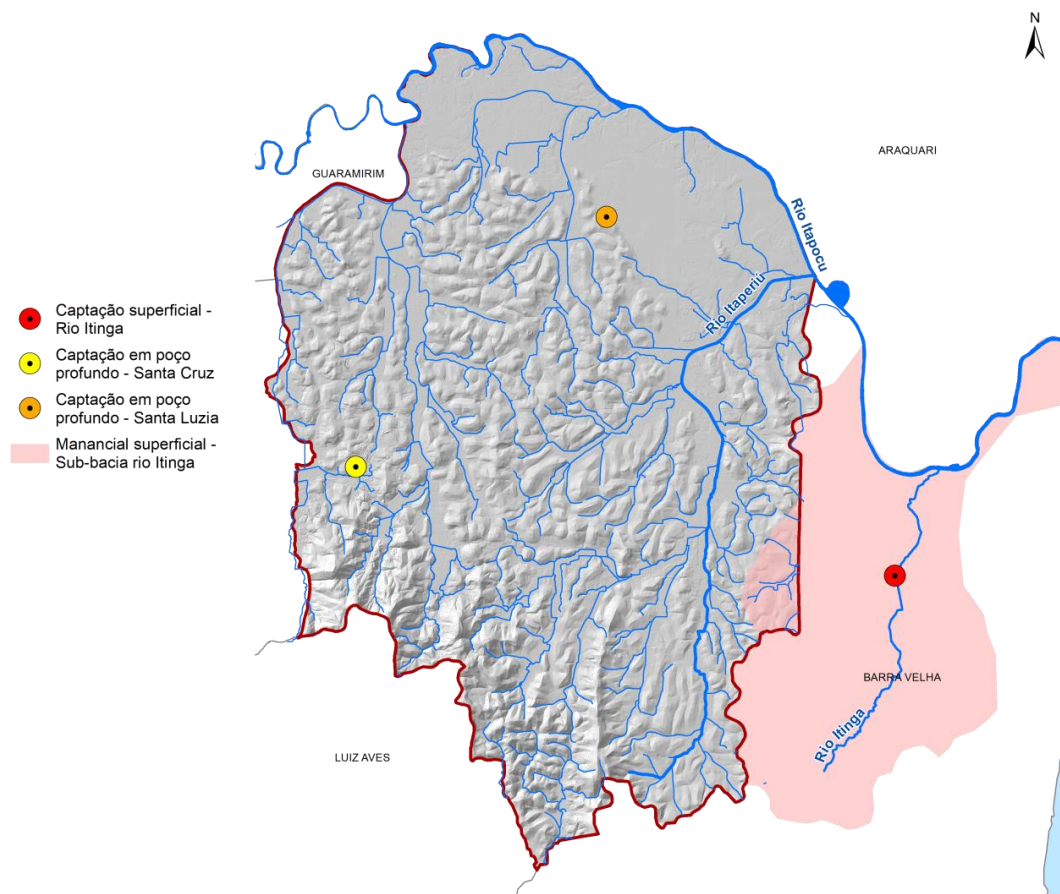 N
ARAQUARI
GUARAMIRIM
Rio Itapocu
Rio Itaperiú
Captação superficial -
Rio Itinga
Captação em poço
profundo - Santa Cruz
Captação em poço
profundo - Santa Luzia
Manancial superficial -
Sub-bacia rio Itinga
BARRA VELHA
Rio Itinga
LUIZ AVES